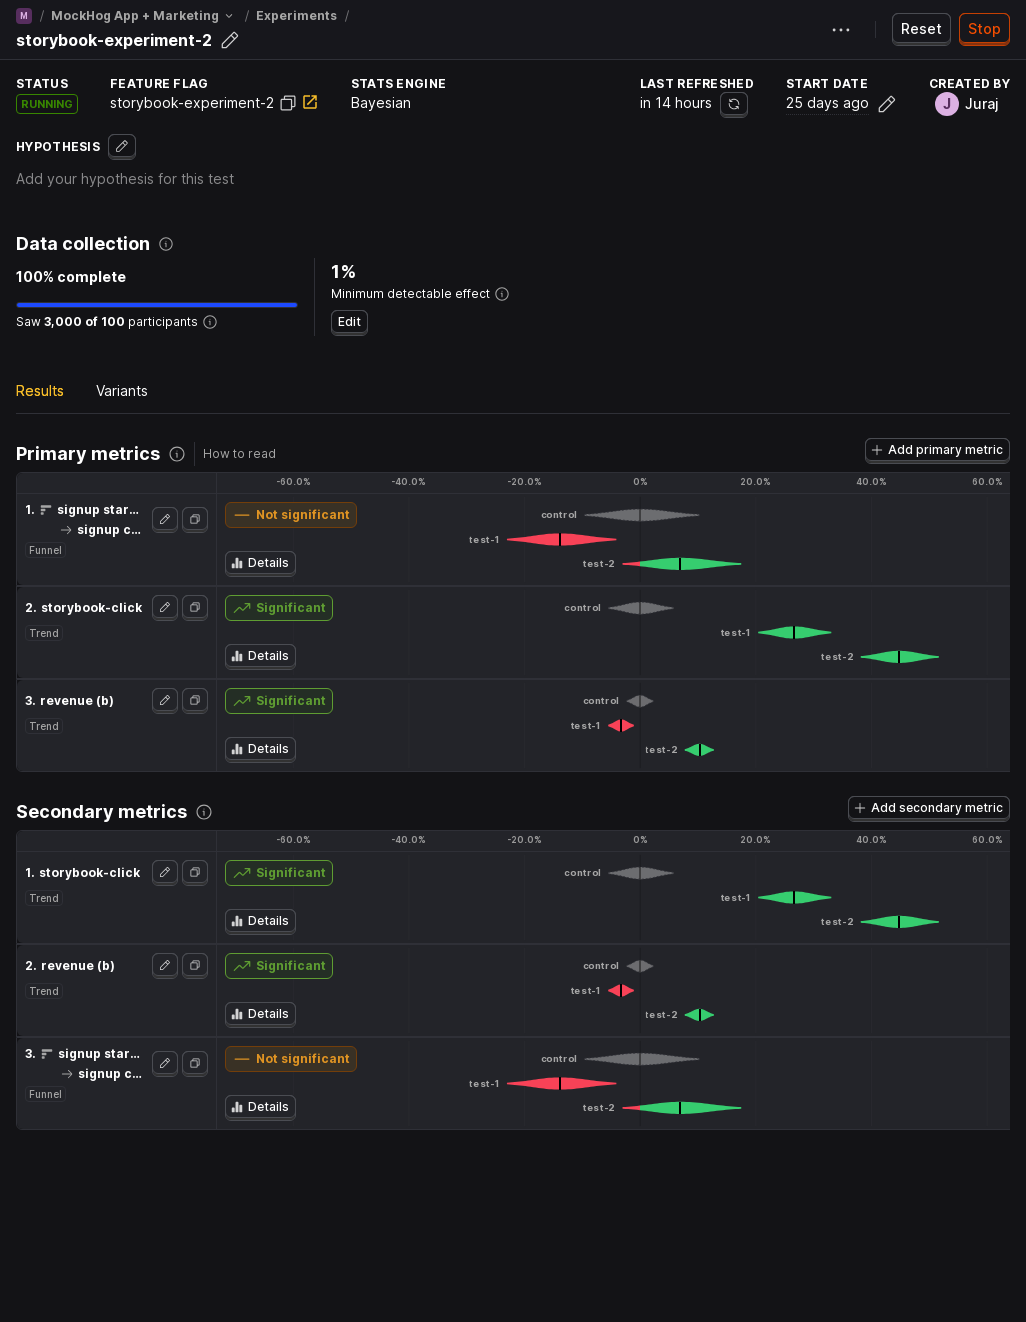 M / MockHog App + Marketing / Experiments /
storybook-experiment-2
Reset
Stop
STATUS
RUNNING
FEATURE FLAG
storybook-experiment-2
STATS ENGINE
Bayesian
LAST REFRESHED
in 14 hours
START DATE
25 days ago
CREATED BY
J Juraj
HYPOTHESIS
Add your hypothesis for this test
Data collection
100% complete
Saw 3,000 of 100 participants
1%
Minimum detectable effect
Edit
Results
Variants
Primary metrics
How to read
Add primary metric
-60.0% -40.0% -20.0% 0% 20.0% 40.0% 60.0%
1. signup star…
→ signup c…
Funnel
Not significant
Details
control
test-1
test-2
2. storybook-click
Trend
Significant
Details
control
test-1
test-2
3. revenue (b)
Trend
Significant
Details
control
test-1
test-2
Secondary metrics
Add secondary metric
-60.0% -40.0% -20.0% 0% 20.0% 40.0% 60.0%
1. storybook-click
Trend
Significant
Details
control
test-1
test-2
2. revenue (b)
Trend
Significant
Details
control
test-1
test-2
3. signup star…
→ signup c…
Funnel
Not significant
Details
control
test-1
test-2